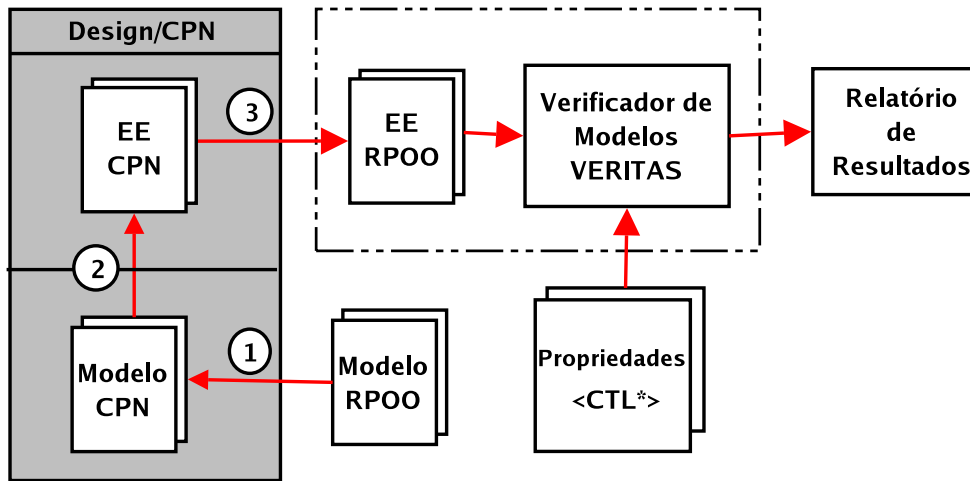 Design/CPN
EE
CPN
3
EE
RPOO
Verificador de
Modelos
VERITAS
Relatório
de
Resultados
2
Modelo
CPN
1
Modelo
RPOO
Propriedades
<CTL*>